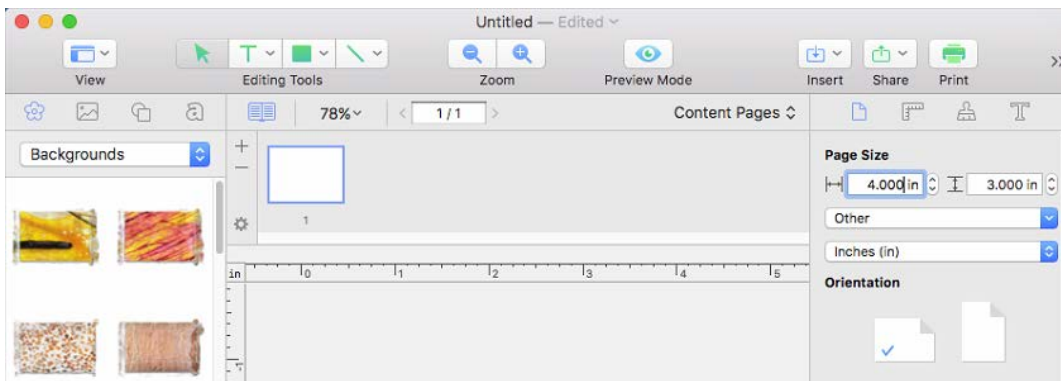 Untitled — Edited
View
Editing Tools
Zoom
Preview Mode
Insert
Share
Print
78%
1 / 1
Content Pages
Backgrounds
1
Page Size
4.000 in
3.000 in
Other
Inches (in)
Orientation
in 0 1 2 3 4 5
1